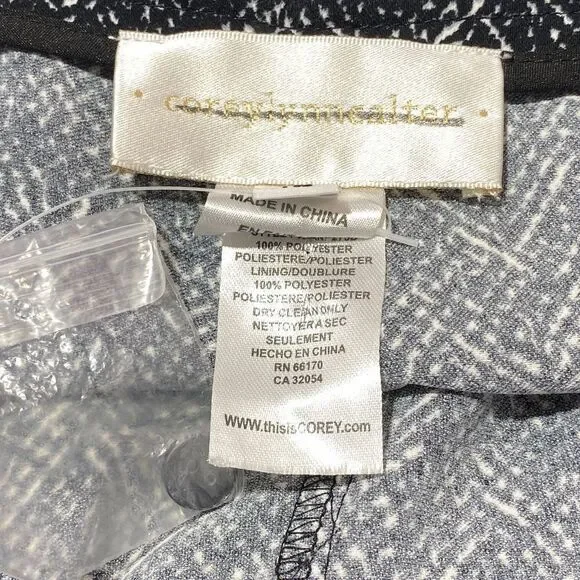 coreylynncalter
MADE IN CHINA
100% POLYESTER
POLIESTERE/POLIESTER
LINING/DOUBLURE
100% POLYESTER
POLIESTERE/POLIESTER
DRY CLEAN ONLY
NETTOYER A SEC
SEULEMENT
HECHO EN CHINA
RN 66170
CA 32054
www.thisisCOREY.com